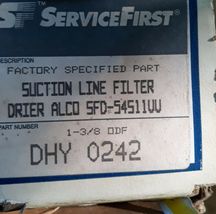 SERVICEFIRST
DESCRIPTION
FACTORY SPECIFIED PART
SUCTION LINE FILTER
DRIER ALCO SFD-54S11VV
PART NUMBER
1-3/8 ODF
DHY 0242